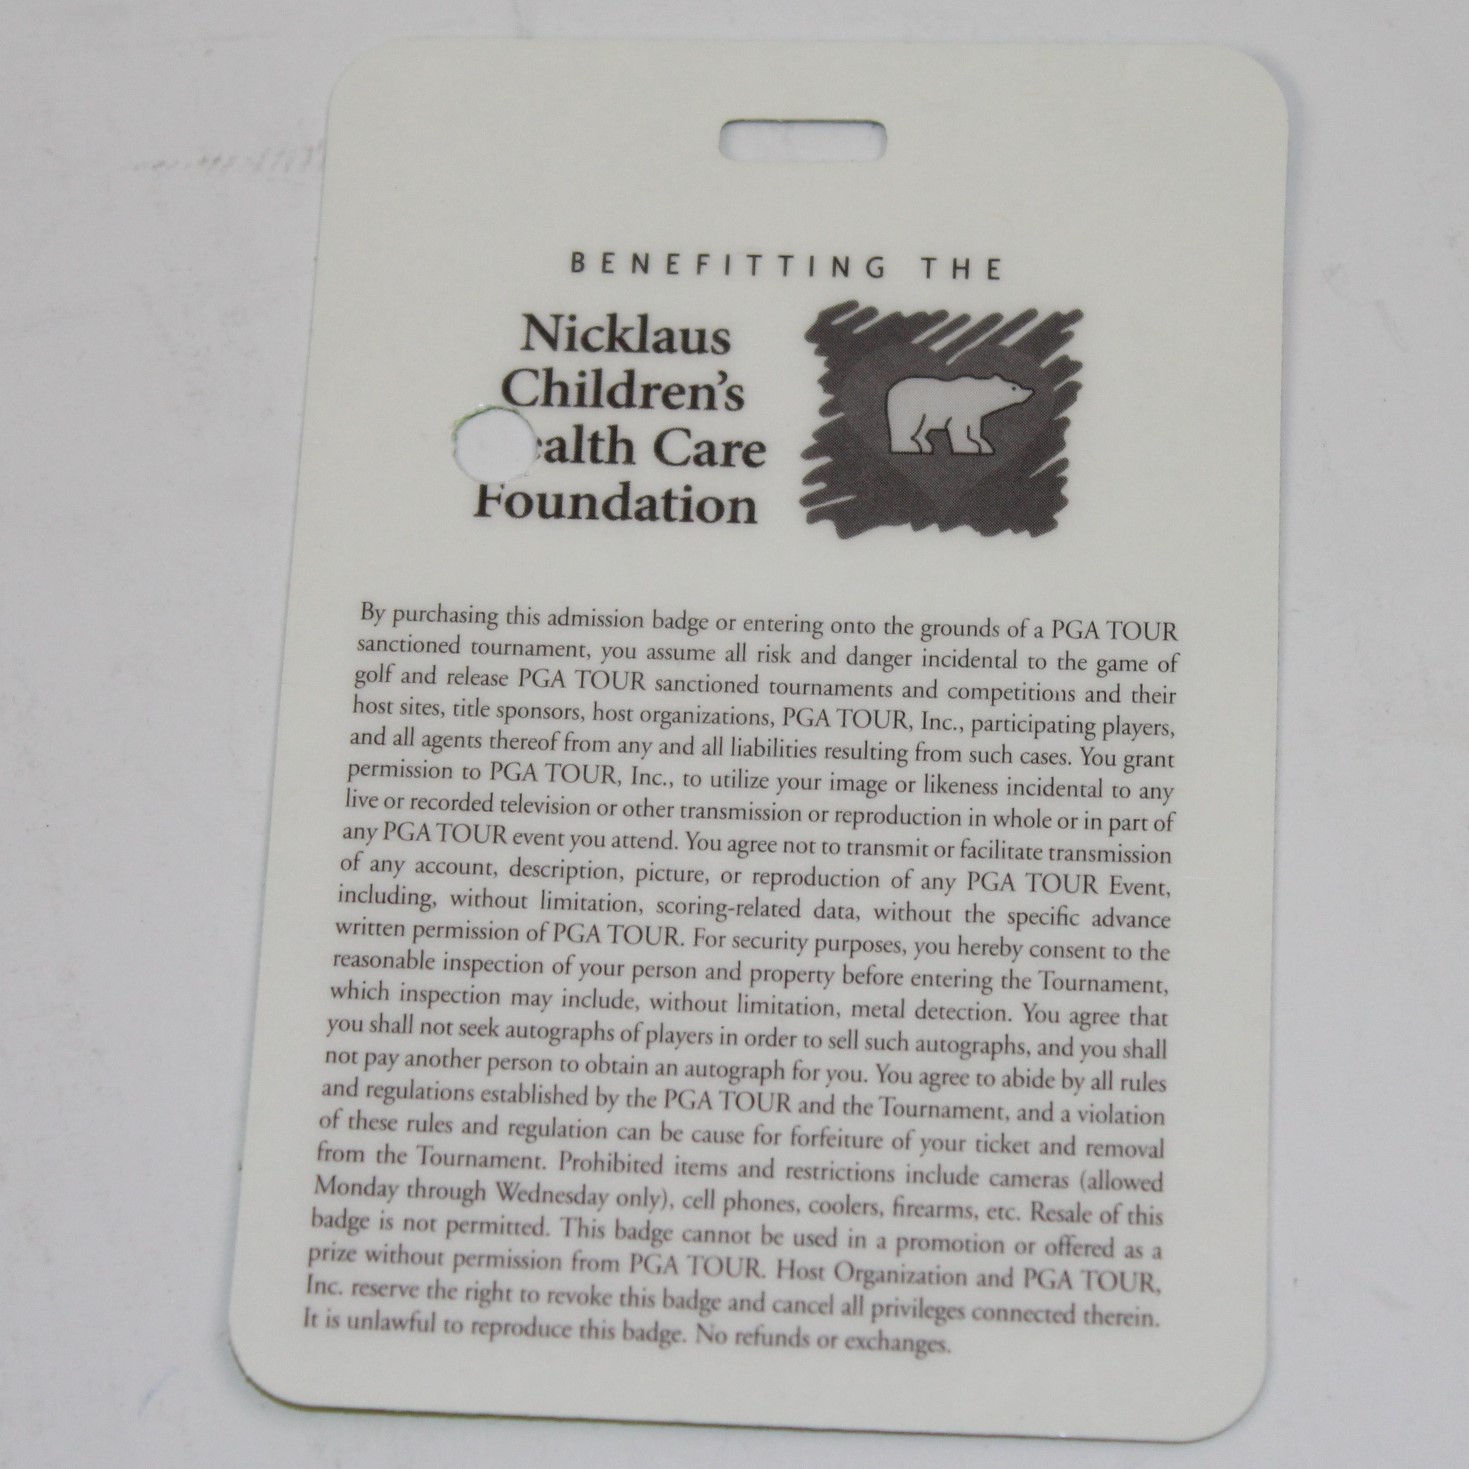 BENEFITTING THE
Nicklaus
Children's
ealth Care
Foundation
By purchasing this admission badge or entering onto the grounds of a PGA TOUR
sanctioned tournament, you assume all risk and danger incidental to the game of
golf and release PGA TOUR sanctioned tournaments and competitions and their
host sites, title sponsors, host organizations, PGA TOUR, Inc., participating players,
and all agents thereof from any and all liabilities resulting from such cases. You grant
permission to PGA TOUR, Inc., to utilize your image or likeness incidental to any
live or recorded television or other transmission or reproduction in whole or in part of
any PGA TOUR event you attend. You agree not to transmit or facilitate transmission
of any account, description, picture, or reproduction of any PGA TOUR Event,
including, without limitation, scoring-related data, without the specific advance
written permission of PGA TOUR. For security purposes, you hereby consent to the
reasonable inspection of your person and property before entering the Tournament,
which inspection may include, without limitation, metal detection. You agree that
you shall not seek autographs of players in order to sell such autographs, and you shall
not pay another person to obtain an autograph for you. You agree to abide by all rules
and regulations established by the PGA TOUR and the Tournament, and a violation
of these rules and regulation can be cause for forfeiture of your ticket and removal
from the Tournament. Prohibited items and restrictions include cameras (allowed
Monday through Wednesday only), cell phones, coolers, firearms, etc. Resale of this
badge is not permitted. This badge cannot be used in a promotion or offered as a
prize without permission from PGA TOUR. Host Organization and PGA TOUR,
Inc. reserve the right to revoke this badge and cancel all privileges connected therein.
It is unlawful to reproduce this badge. No refunds or exchanges.